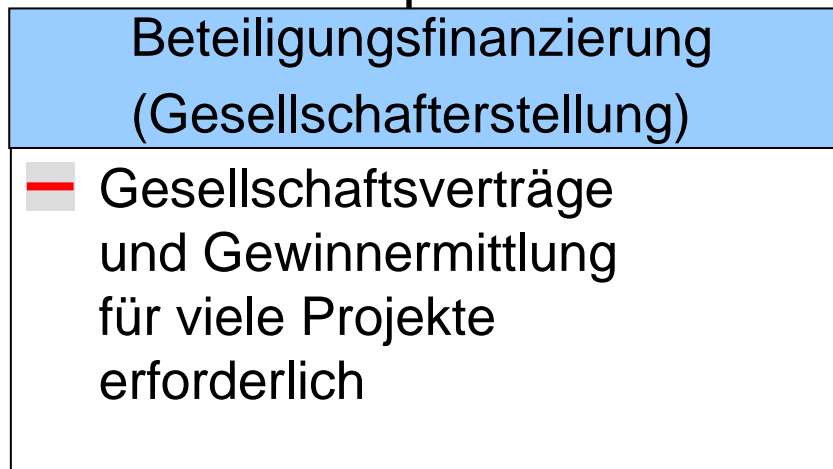 Beteiligungsfinanzierung
(Gesellschafterstellung)
Gesellschaftsverträge
und Gewinnermittlung
für viele Projekte
erforderlich